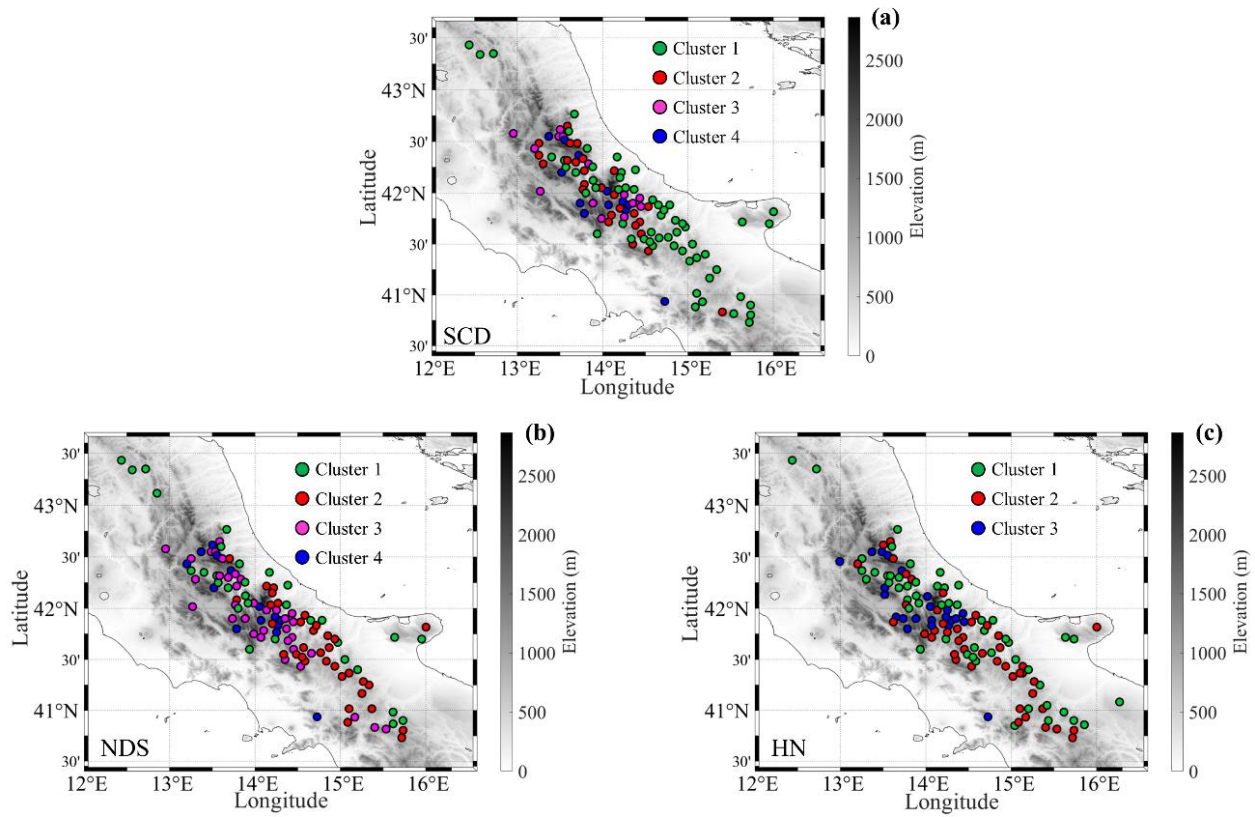 (a)
30'
43°N
30'
42°N
30'
41°N
30'
Latitude
12°E
13°E
14°E
15°E
16°E
Longitude
Cluster 1
Cluster 2
Cluster 3
Cluster 4
SCD
2500
2000
1500
1000
500
0
Elevation (m)
(b)
30'
43°N
30'
42°N
30'
41°N
30'
Latitude
12°E
13°E
14°E
15°E
16°E
Longitude
Cluster 1
Cluster 2
Cluster 3
Cluster 4
NDS
2500
2000
1500
1000
500
0
Elevation (m)
(c)
30'
43°N
30'
42°N
30'
41°N
30'
Latitude
12°E
13°E
14°E
15°E
16°E
Longitude
Cluster 1
Cluster 2
Cluster 3
HN
2500
2000
1500
1000
500
0
Elevation (m)